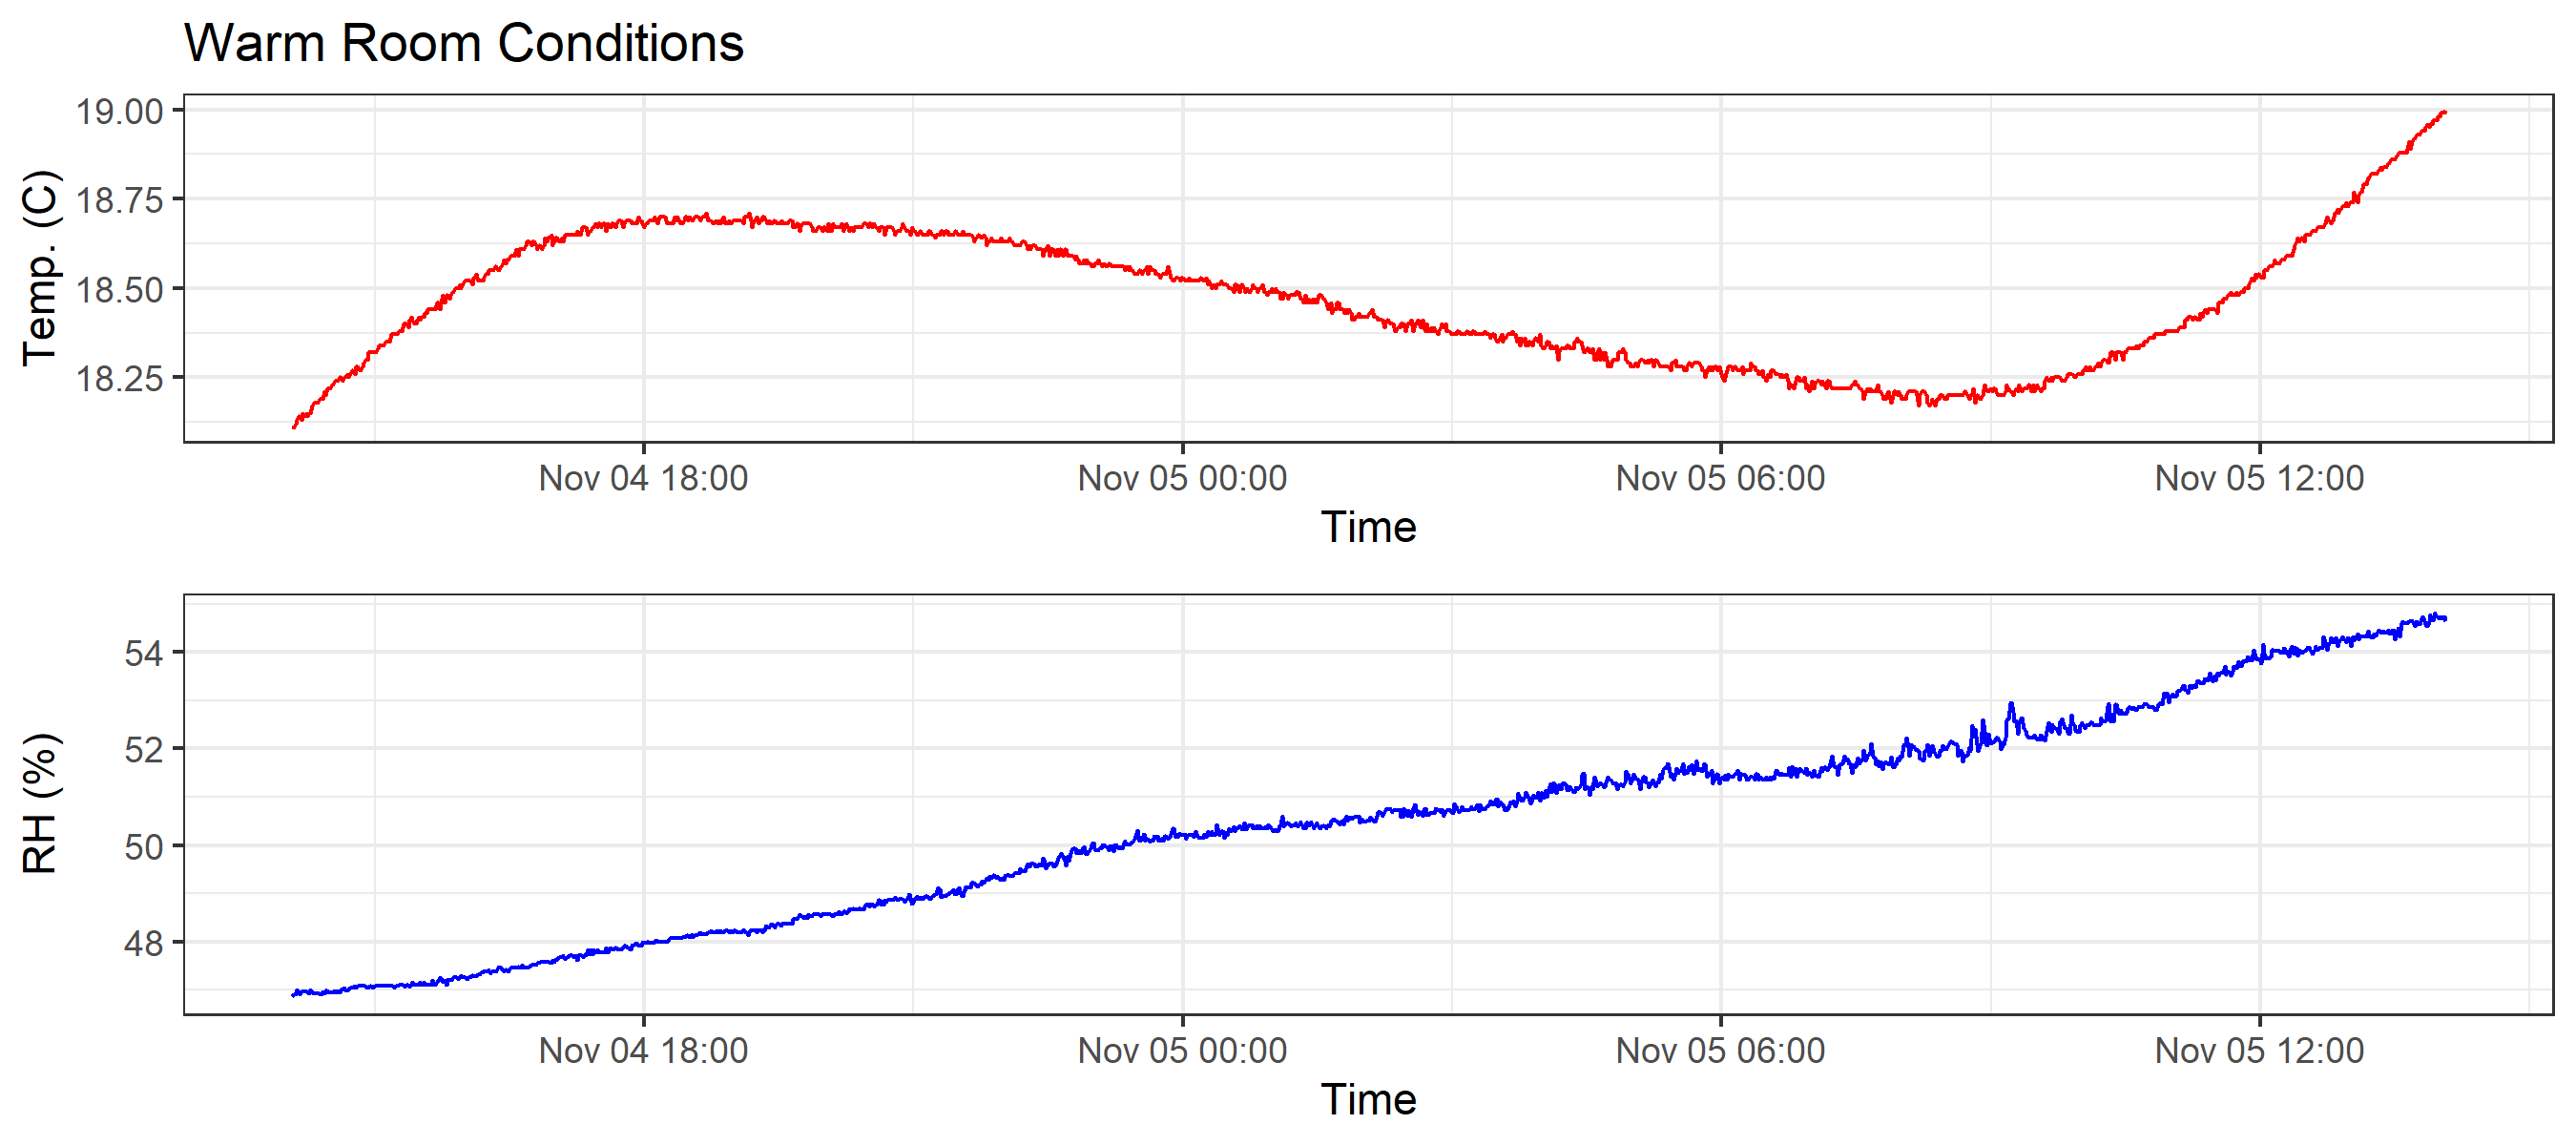 Warm Room Conditions
19.00
18.75
18.50
18.25
Temp. (C)
Nov 04 18:00 Nov 05 00:00 Nov 05 06:00 Nov 05 12:00
Time
54
52
50
48
RH (%)
Nov 04 18:00 Nov 05 00:00 Nov 05 06:00 Nov 05 12:00
Time